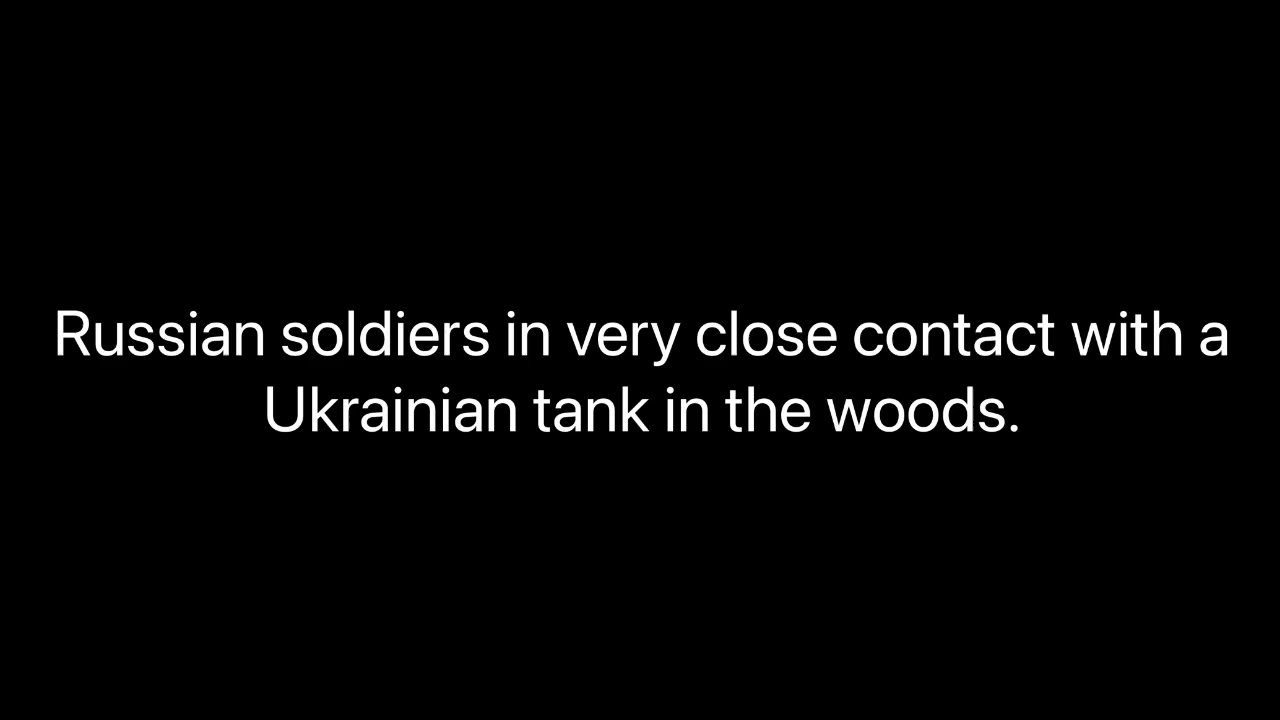 Russian soldiers in very close contact with a
Ukrainian tank in the woods.